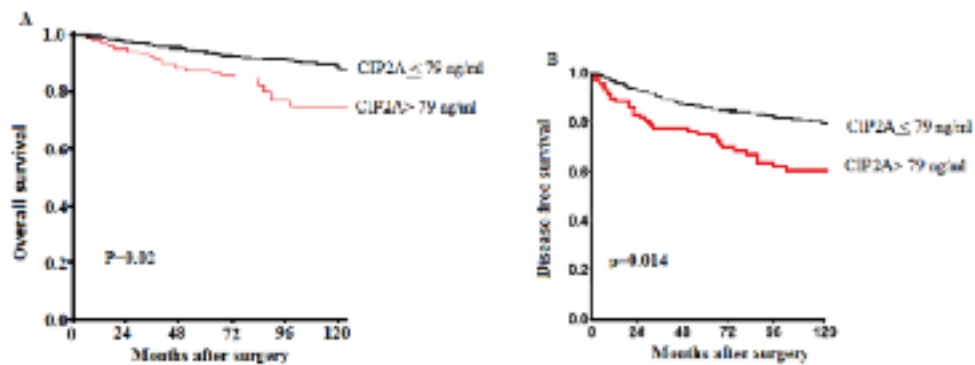 A
Overall survival
1.0
0.8
0.6
0.4
0.2
0.0
CIP2A ≤ 79 ng/ml
CIP2A> 79 ng/ml
P=0.02
0 24 48 72 96 120
Months after surgery
B
Disease free survival
1.0
0.8
0.6
0.4
0.2
0.0
CIP2A ≤ 79 ng/ml
CIP2A> 79 ng/ml
p=0.014
0 24 48 72 96 120
Months after surgery